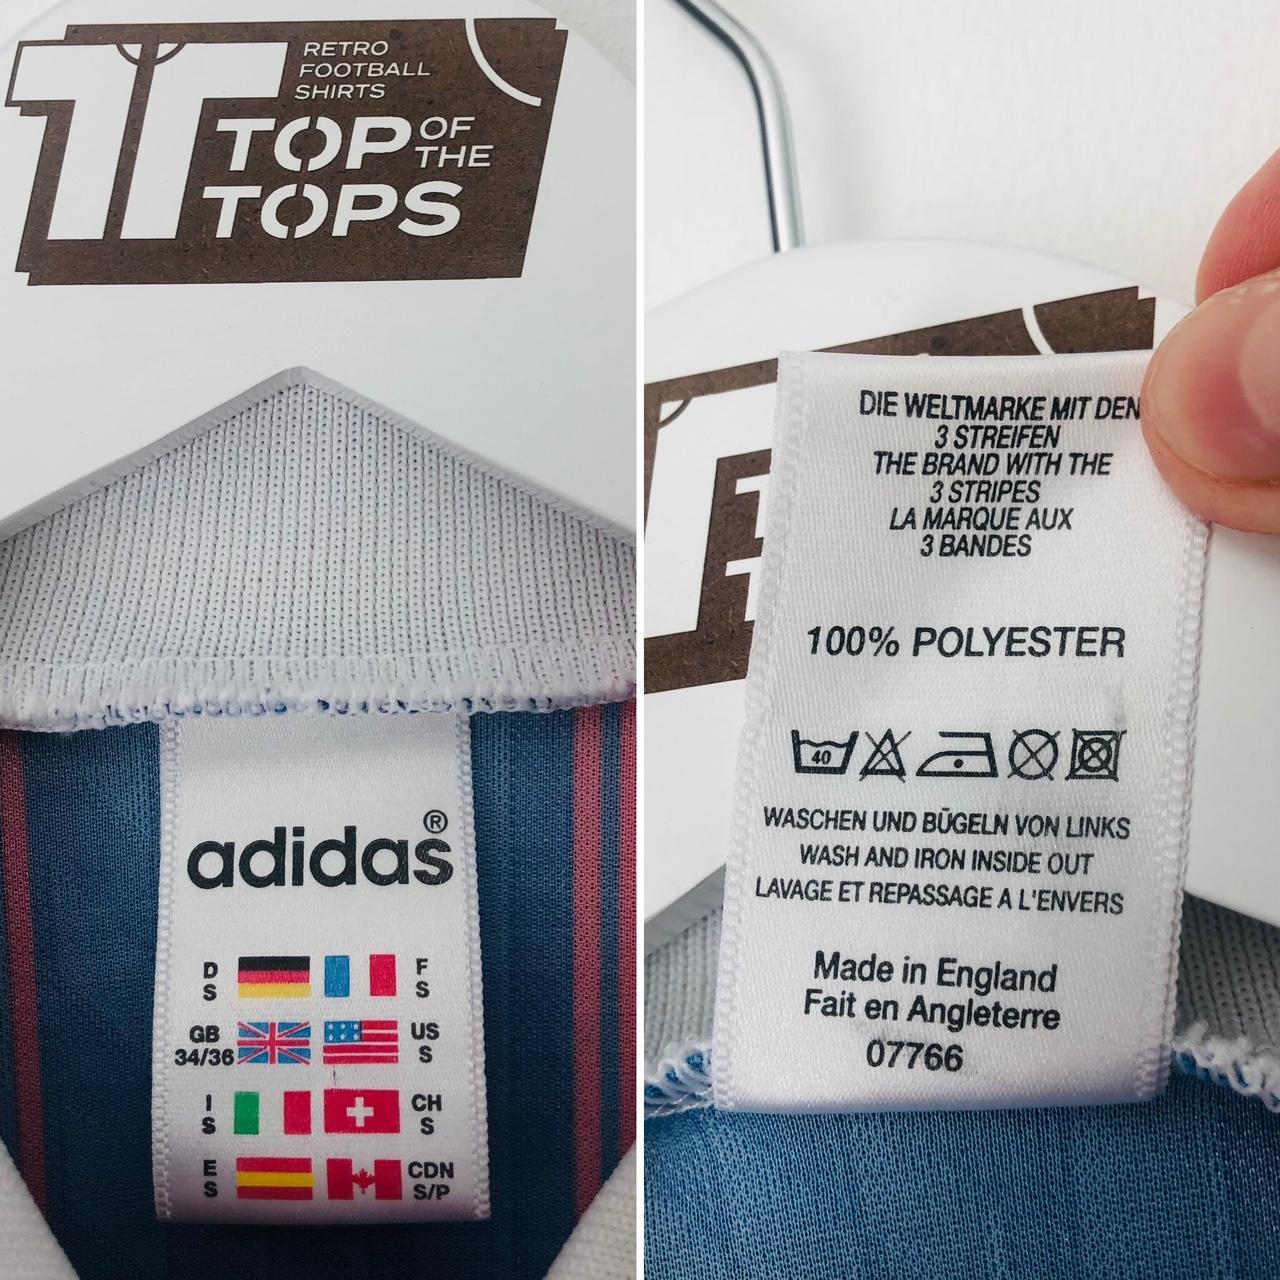 RETRO
FOOTBALL
SHIRTS
TOP OF THE
TOPS
adidas®
D S F S
GB 34/36 US S
I S CH S
E S CDN S/P
DIE WELTMARKE MIT DEN
3 STREIFEN
THE BRAND WITH THE
3 STRIPES
LA MARQUE AUX
3 BANDES
100% POLYESTER
40
WASCHEN UND BÜGELN VON LINKS
WASH AND IRON INSIDE OUT
LAVAGE ET REPASSAGE A L'ENVERS
Made in England
Fait en Angleterre
07766